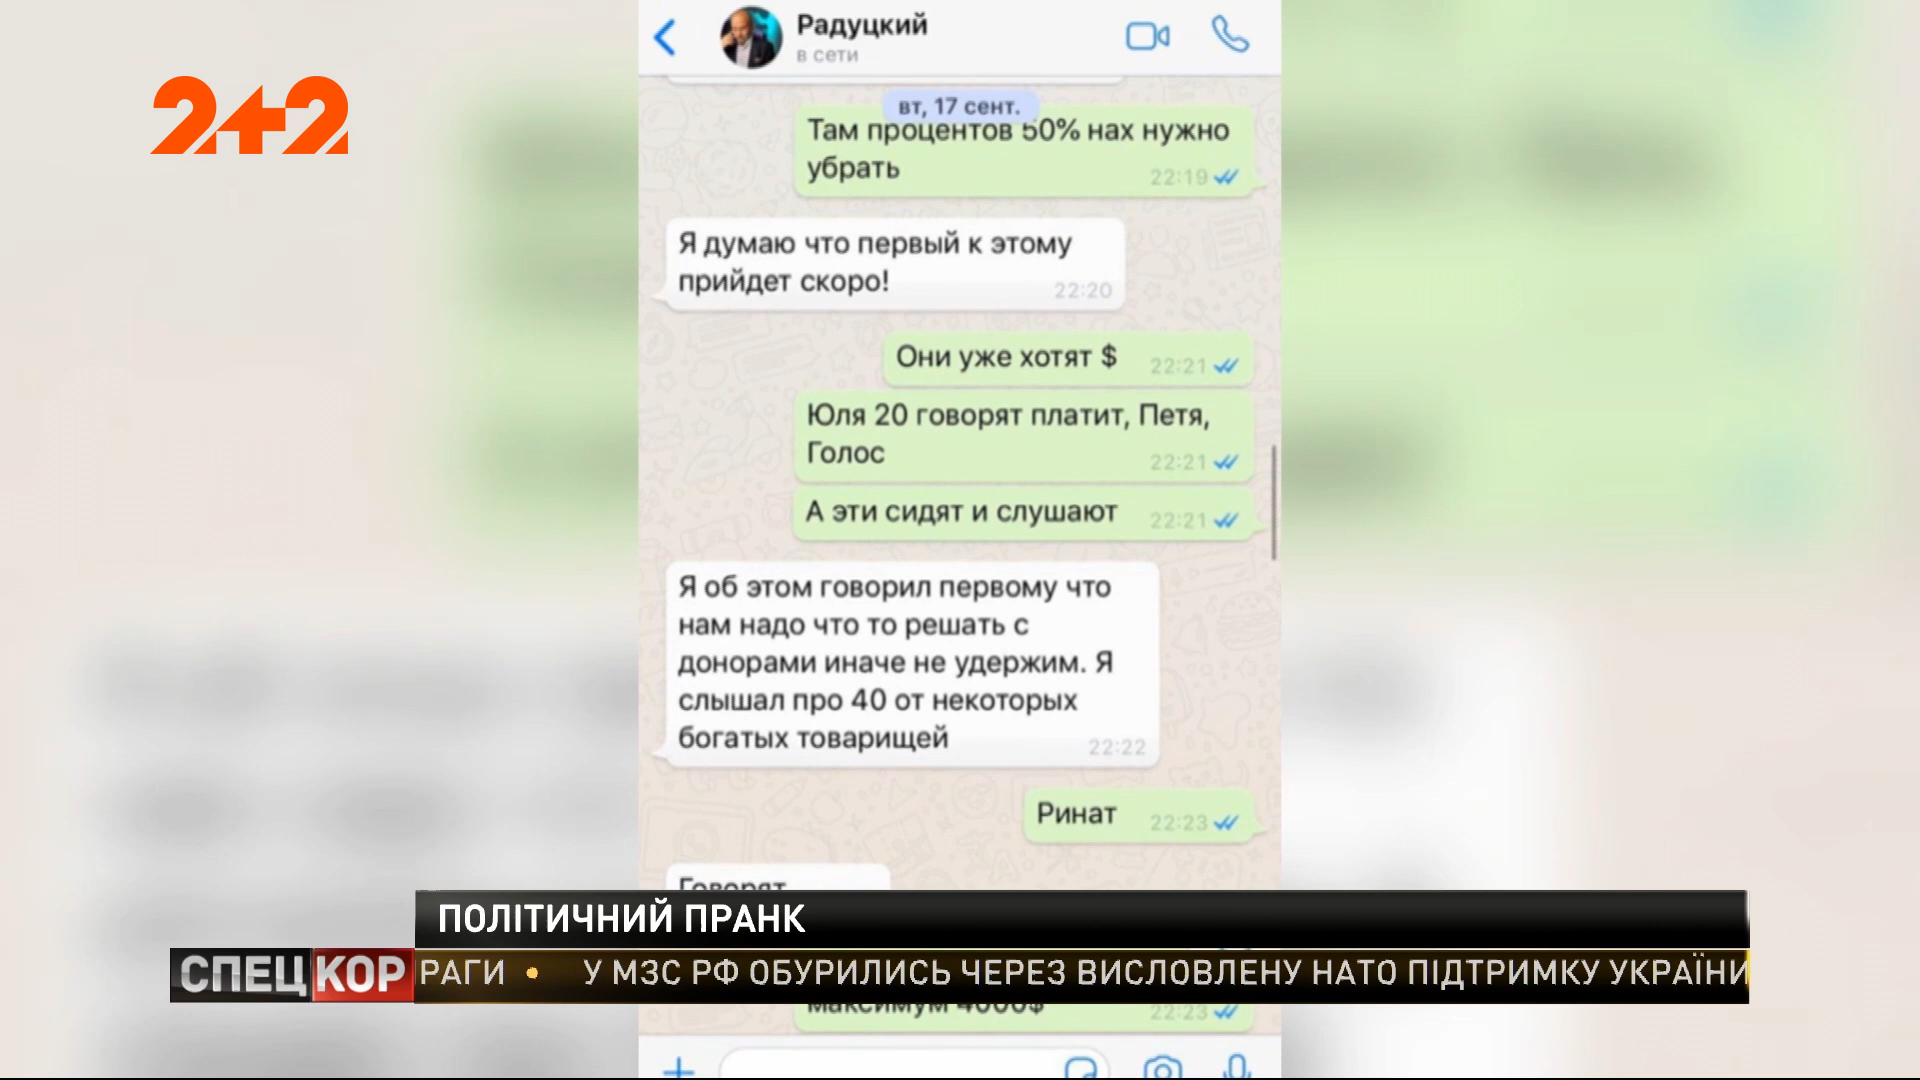 Радуцкий
в сети
2+2
вт, 17 сент.
Там процентов 50% нах нужно
убрать
22:19
Я думаю что первый к этому
прийдет скоро!
22:20
Они уже хотят $
22:21
Юля 20 говорят платит, Петя,
Голос
22:21
А эти сидят и слушают
22:21
Я об этом говорил первому что
нам надо что то решать с
донорами иначе не удержим. Я
слышал про 40 от некоторых
богатых товарищей
22:22
Ринат
22:23
Говорят
ПОЛІТИЧНИЙ ПРАНК
СПЕЦКОР
РАГИ • У МЗС РФ ОБУРИЛИСЬ ЧЕРЕЗ ВИСЛОВЛЕНУ НАТО ПІДТРИМКУ УКРАЇНИ
максимум 4000$
22:23